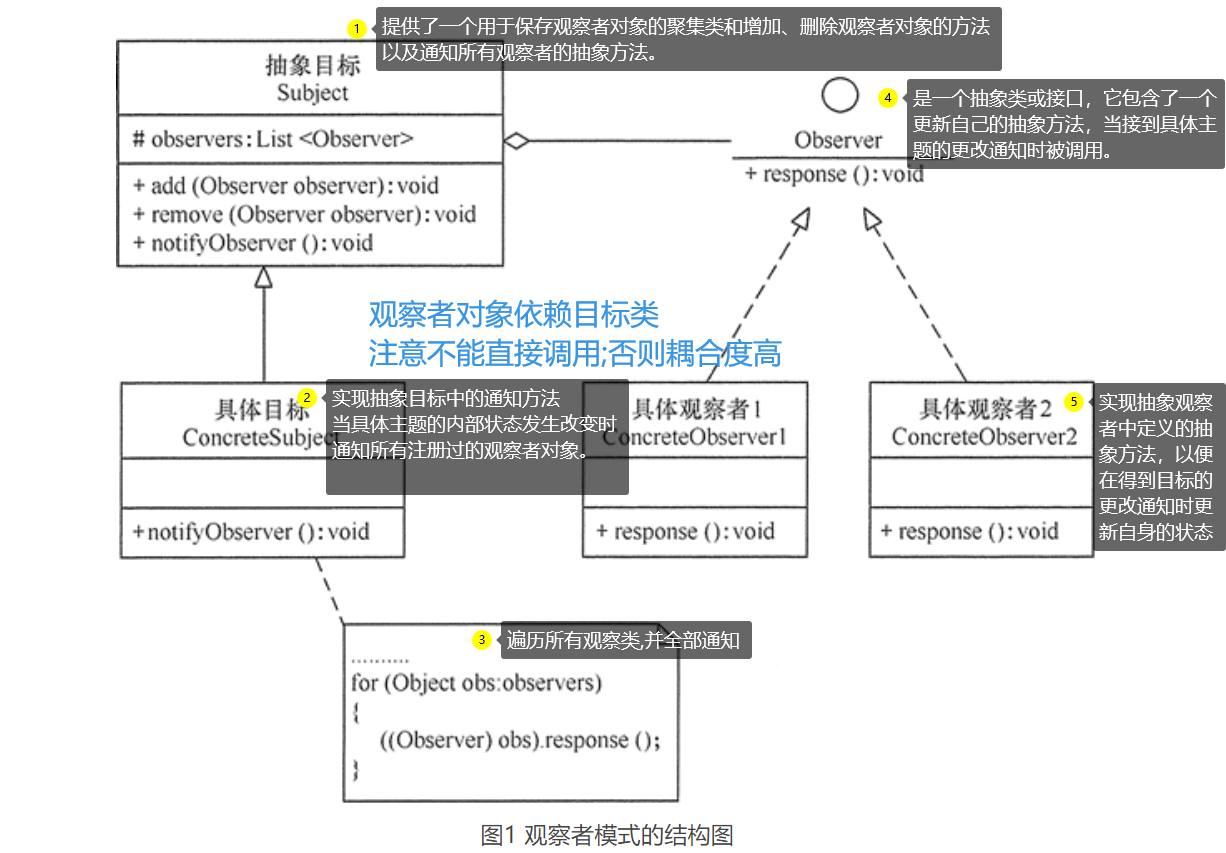 1
提供了一个用于保存观察者对象的聚集类和增加、删除观察者对象的方法
以及通知所有观察者的抽象方法。
抽象目标
Subject
# observers:List <Observer>
+ add (Observer observer):void
+ remove (Observer observer):void
+ notifyObserver ():void
Observer
+ response ():void
4
是一个抽象类或接口，它包含了一个
更新自己的抽象方法，当接到具体主
题的更改通知时被调用。
观察者对象依赖目标类
注意不能直接调用;否则耦合度高
具体目标
ConcreteSubject
+notifyObserver ():void
2
实现抽象目标中的通知方法
当具体主题的内部状态发生改变时
通知所有注册过的观察者对象。
具体观察者1
ConcreteObserver1
+ response ():void
具体观察者2
ConcreteObserver2
+ response ():void
5
实现抽象观察
者中定义的抽
象方法，以便
在得到目标的
更改通知时更
新自身的状态
3
遍历所有观察类,并全部通知
..........
for (Object obs:observers)
{
((Observer) obs).response ();
}
图1 观察者模式的结构图